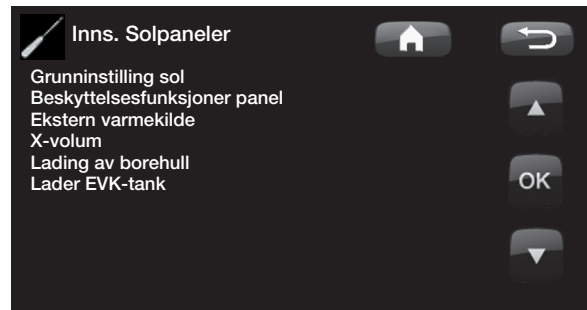 Inns. Solpaneler
Grunninstilling sol
Beskyttelsesfunksjoner panel
Ekstern varmekilde
X-volum
Lading av borehull
Lader EVK-tank
OK